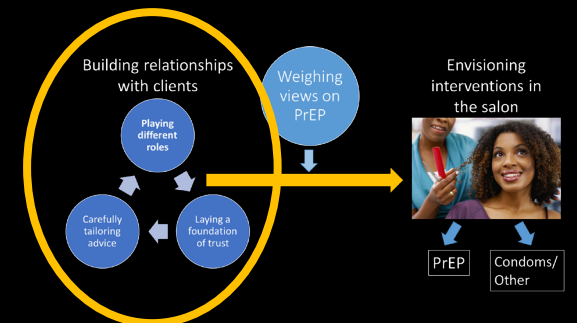 Building relationships
with clients
Playing
different
roles
Carefully
tailoring
advice
Laying a
foundation
of trust
Weighing
views on
PrEP
Envisioning
interventions in
the salon
PrEP
Condoms/
Other